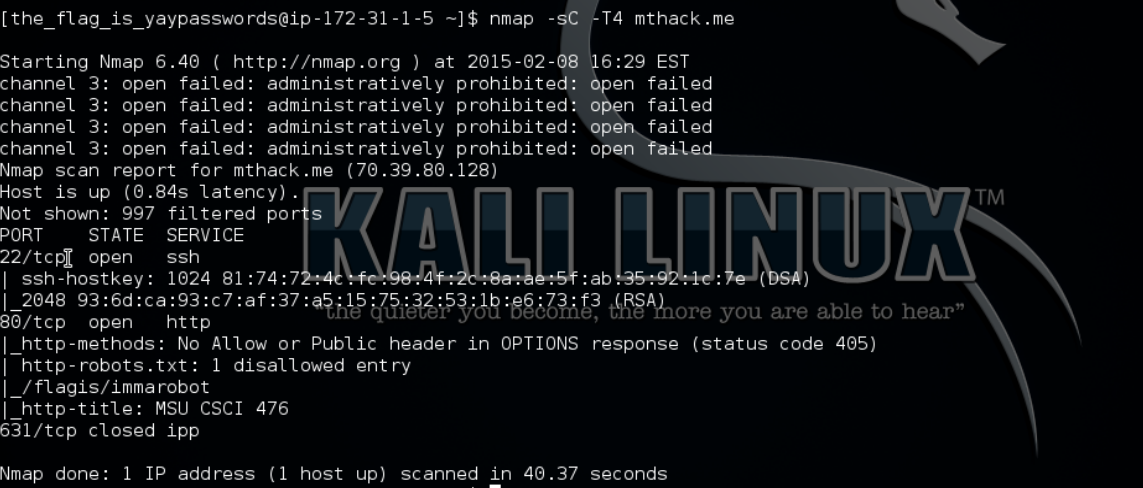 [the_flag_is_yaypasswords@ip-172-31-1-5 ~]$ nmap -sC -T4 mthack.me
Starting Nmap 6.40 ( http://nmap.org ) at 2015-02-08 16:29 EST
channel 3: open failed: administratively prohibited: open failed
channel 3: open failed: administratively prohibited: open failed
channel 3: open failed: administratively prohibited: open failed
channel 3: open failed: administratively prohibited: open failed
Nmap scan report for mthack.me (70.39.80.128)
Host is up (0.84s latency).
Not shown: 997 filtered ports
PORT    STATE  SERVICE
22/tcp  open   ssh
| ssh-hostkey: 1024 81:74:72:4c:fc:98:4f:2c:8a:ae:5f:ab:35:92:1c:7e (DSA)
|_2048 93:6d:ca:93:c7:af:37:a5:15:75:32:53:1b:e6:73:f3 (RSA)
80/tcp  open   http
|_http-methods: No Allow or Public header in OPTIONS response (status code 405)
| http-robots.txt: 1 disallowed entry
|_/flagis/immarobot
|_http-title: MSU CSCI 476
631/tcp closed ipp
Nmap done: 1 IP address (1 host up) scanned in 40.37 seconds
KALI LINUX™
"the quieter you become, the more you are able to hear"